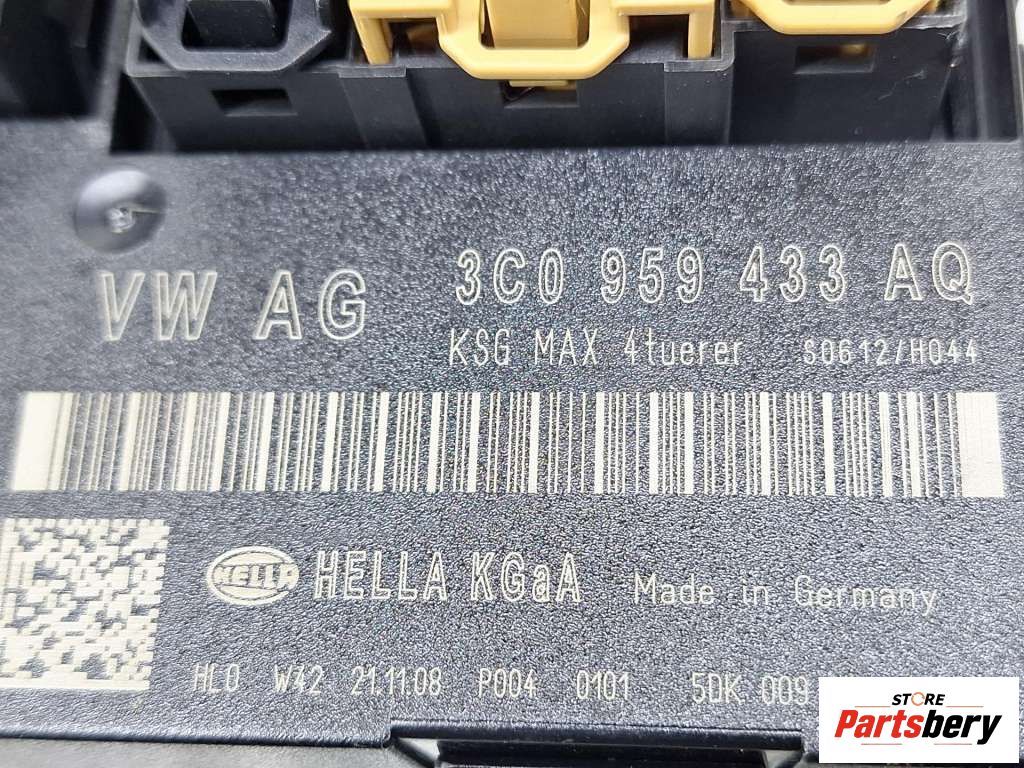 VW AG 3C0 959 433 AQ
KSG MAX 4tuerer S0612/H044
HELLA HELLA KGaA Made in Germany
HLO W42 21.11.08 P004 0101 5DK 009
STORE
Partsbery